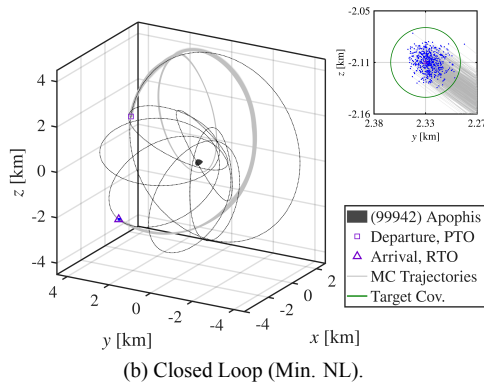 -2.05
-2.11
-2.16
z [km]
2.38
2.33
2.27
y [km]
4
2
0
-2
-4
z [km]
4
2
0
-2
-4
y [km]
-4
-2
0
2
x [km]
(99942) Apophis
Departure, PTO
Arrival, RTO
MC Trajectories
Target Cov.
(b) Closed Loop (Min. NL).